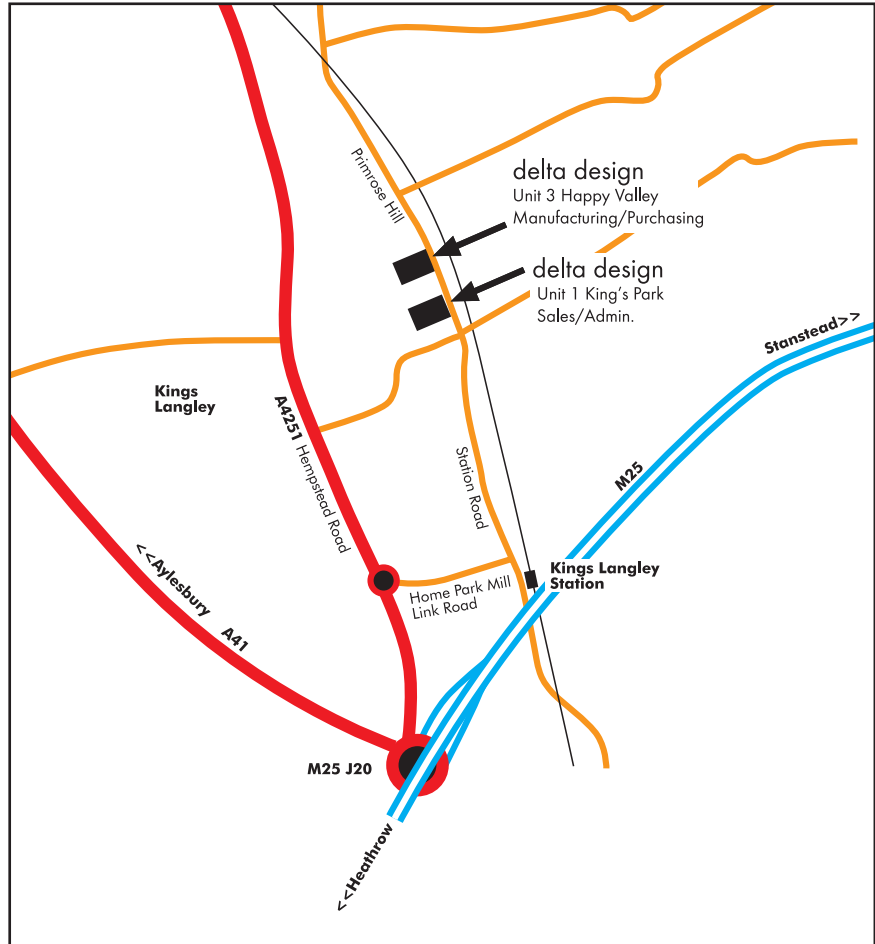 Primrose Hill
delta design
Unit 3 Happy Valley
Manufacturing/Purchasing
delta design
Unit 1 King's Park
Sales/Admin.
Stanstead>>
Kings
Langley
A4251 Hempstead Road
Station Road
M25
<<Aylesbury A41
Home Park Mill
Link Road
Kings Langley
Station
M25 J20
<<Heathrow